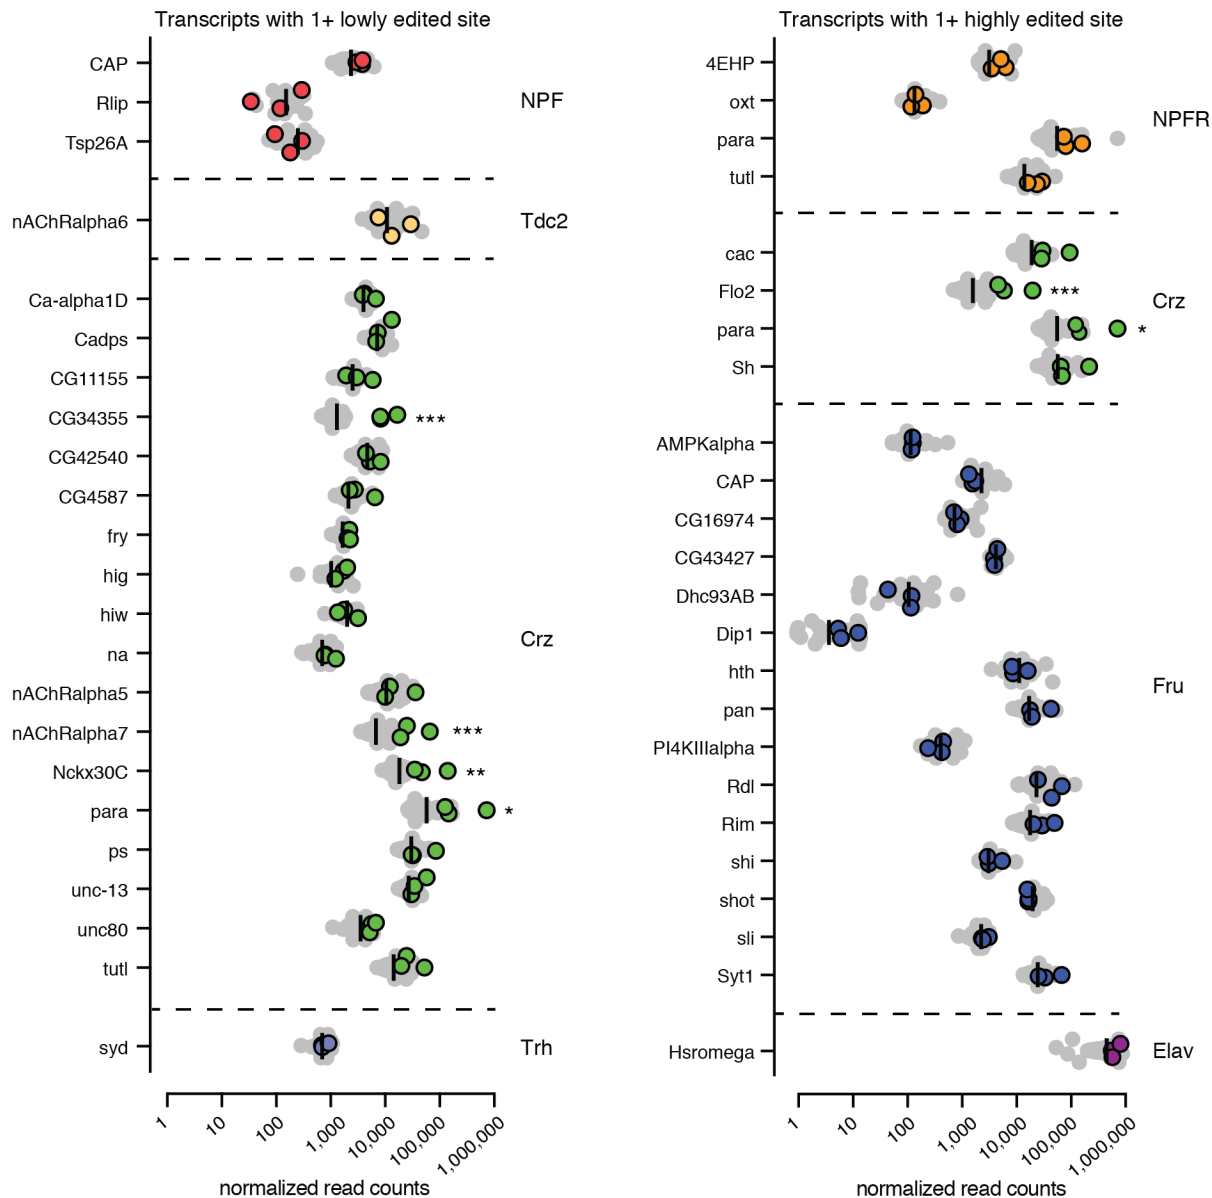 Transcripts with 1+ lowly edited site
CAP
Rlip
Tsp26A
NPF
nAChRalpha6
Tdc2
Ca-alpha1D
Cadps
CG11155
CG34355 ***
CG42540
CG4587
fry
hig
hiw
na
Crz
nAChRalpha5
nAChRalpha7 ***
Nckx30C **
para *
ps
unc-13
unc80
tutl
syd
Trh
1 10 100 1,000 10,000 100,000 1,000,000
normalized read counts
Transcripts with 1+ highly edited site
4EHP
oxt
NPFR
para
tutl
cac
Flo2 ***
Crz
para *
Sh
AMPKalpha
CAP
CG16974
CG43427
Dhc93AB
Dip1
hth
Fru
pan
PI4KIIIalpha
Rdl
Rim
shi
shot
sli
Syt1
Hsromega
Elav
1 10 100 1,000 10,000 100,000 1,000,000
normalized read counts